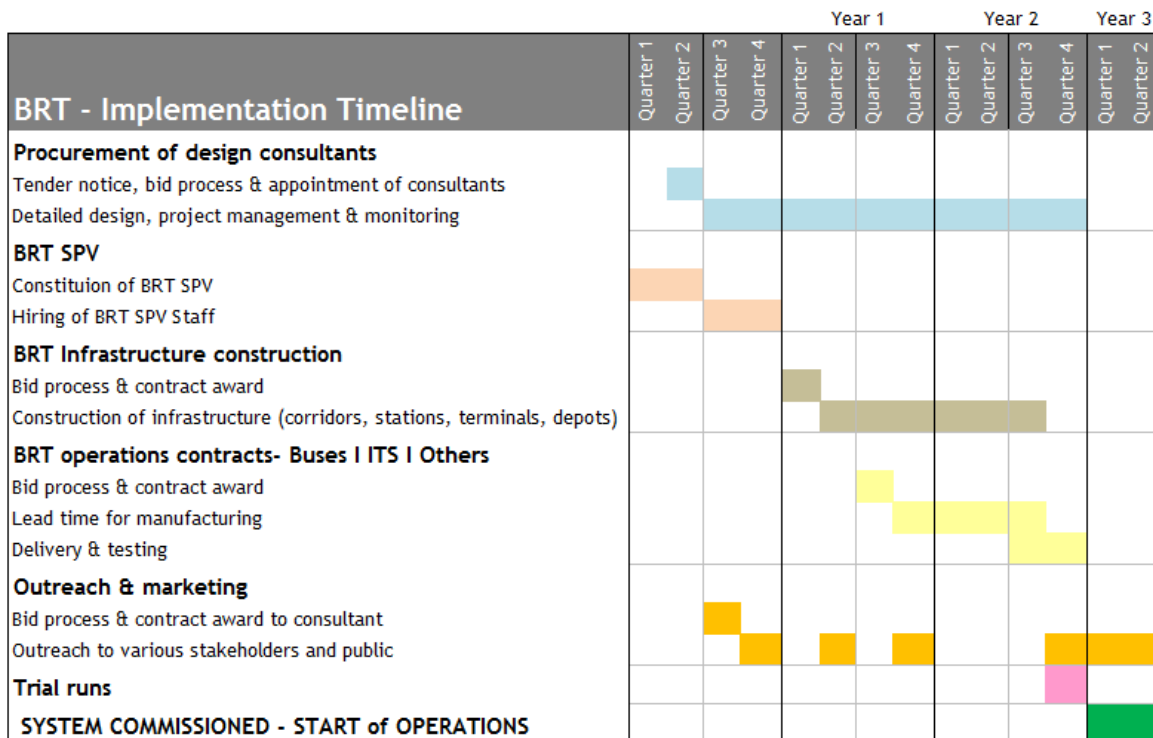 Year 1 Year 2 Year 3
Quarter 1 Quarter 2 Quarter 3 Quarter 4 Quarter 1 Quarter 2 Quarter 3 Quarter 4 Quarter 1 Quarter 2 Quarter 3 Quarter 4 Quarter 1 Quarter 2
BRT - Implementation Timeline
Procurement of design consultants
Tender notice, bid process & appointment of consultants
Detailed design, project management & monitoring
BRT SPV
Constituion of BRT SPV
Hiring of BRT SPV Staff
BRT Infrastructure construction
Bid process & contract award
Construction of infrastructure (corridors, stations, terminals, depots)
BRT operations contracts- Buses I ITS I Others
Bid process & contract award
Lead time for manufacturing
Delivery & testing
Outreach & marketing
Bid process & contract award to consultant
Outreach to various stakeholders and public
Trial runs
SYSTEM COMMISSIONED - START of OPERATIONS